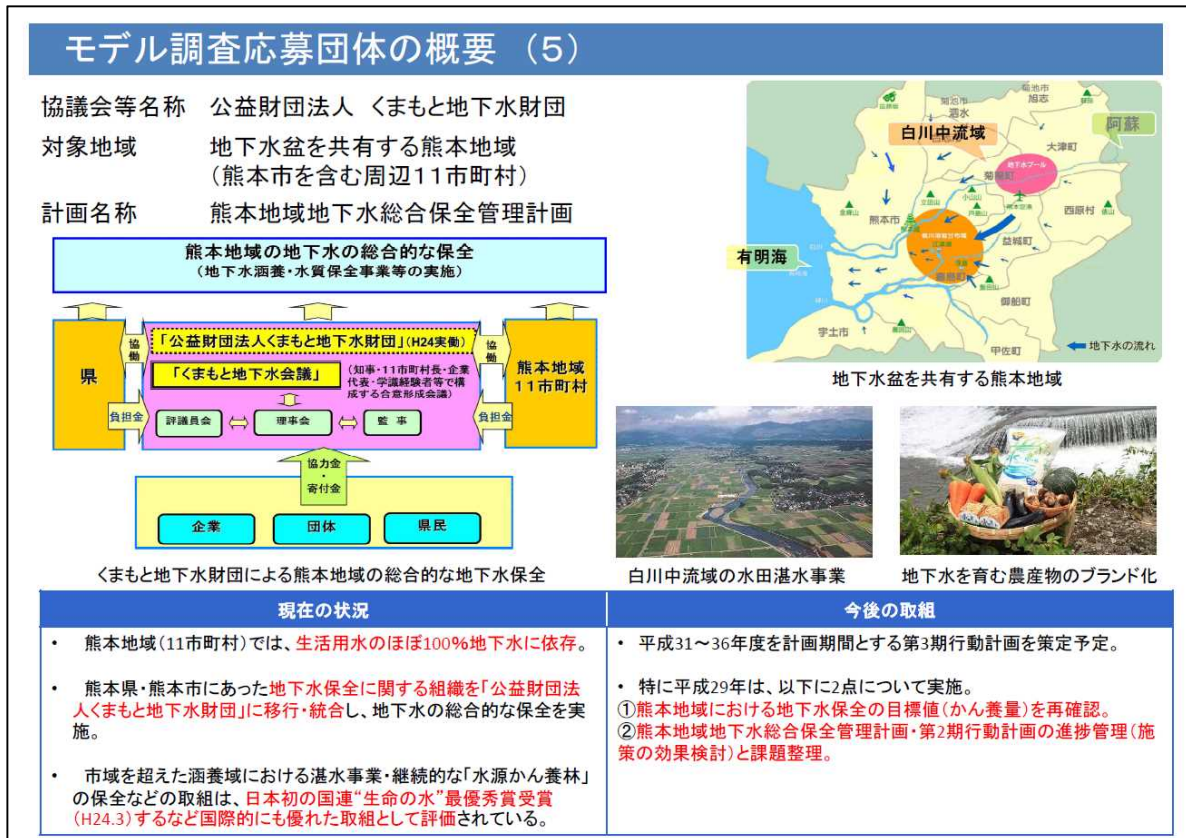 モデル調査応募団体の概要 （5）
協議会等名称 公益財団法人 くまもと地下水財団
対象地域 地下水盆を共有する熊本地域
（熊本市を含む周辺11市町村）
計画名称 熊本地域地下水総合保全管理計画
熊本地域の地下水の総合的な保全
（地下水涵養・水質保全事業等の実施）
県
協働
負担金
「公益財団法人くまもと地下水財団」（H24実働）
「くまもと地下水会議」
（知事・11市町村長・企業
代表・学識経験者等で構
成する合意形成会議）
評議員会
理事会
監 事
協働
負担金
熊本地域
11市町村
協力金
・
寄付金
企業
団体
県民
くまもと地下水財団による熊本地域の総合的な地下水保全
菊池市
旭志
菊池市
泗水
白川中流域
阿蘇
大津町
地下水プール
菊陽町
西原村
熊本市
益城町
有明海
嘉島町
御船町
宇土市
甲佐町
地下水の流れ
地下水盆を共有する熊本地域
白川中流域の水田湛水事業
地下水を育む農産物のブランド化
現在の状況
• 熊本地域（11市町村）では、生活用水のほぼ100％地下水に依存。
• 熊本県・熊本市にあった地下水保全に関する組織を「公益財団法
人くまもと地下水財団」に移行・統合し、地下水の総合的な保全を実
施。
• 市域を超えた涵養域における湛水事業・継続的な「水源かん養林」
の保全などの取組は、日本初の国連“生命の水”最優秀賞受賞
（H24.3）するなど国際的にも優れた取組として評価されている。
今後の取組
• 平成31～36年度を計画期間とする第3期行動計画を策定予定。
• 特に平成29年は、以下に2点について実施。
①熊本地域における地下水保全の目標値（かん養量）を再確認。
②熊本地域地下水総合保全管理計画・第2期行動計画の進捗管理（施
策の効果検討）と課題整理。